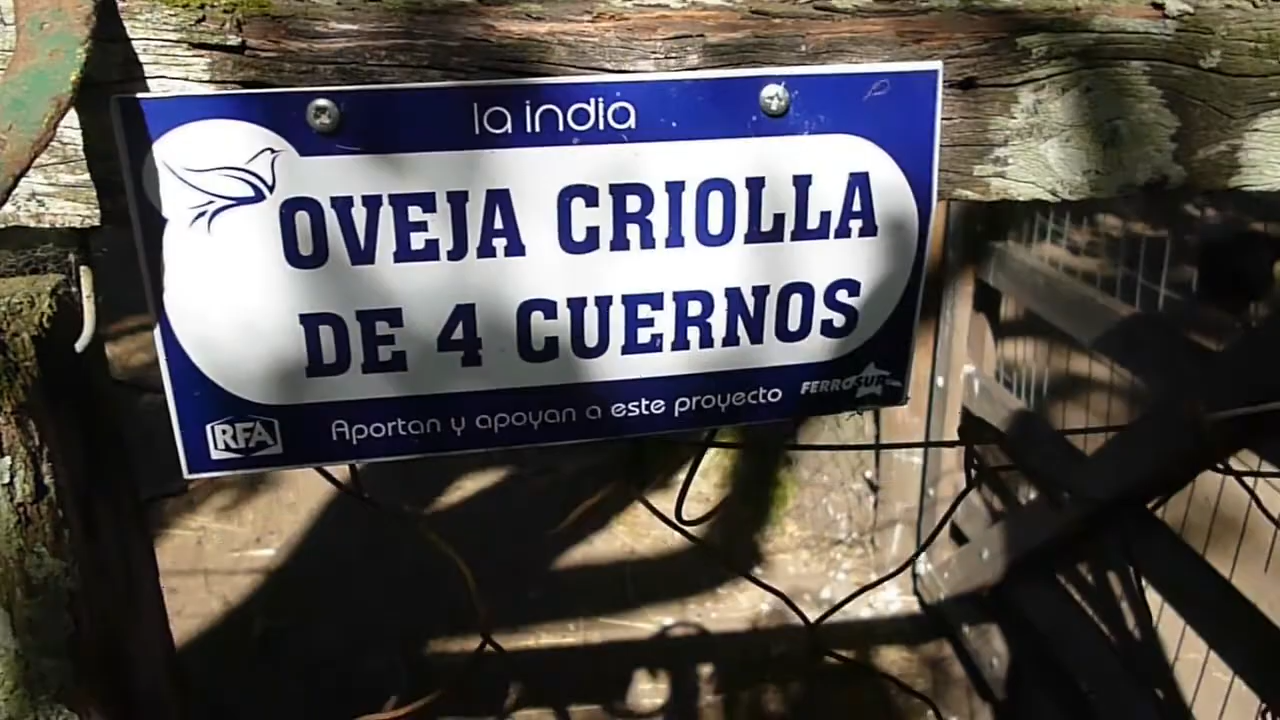 la india
OVEJA CRIOLLA
DE 4 CUERNOS
Aportan y apoyan a este proyecto
RFA
FERROSUR